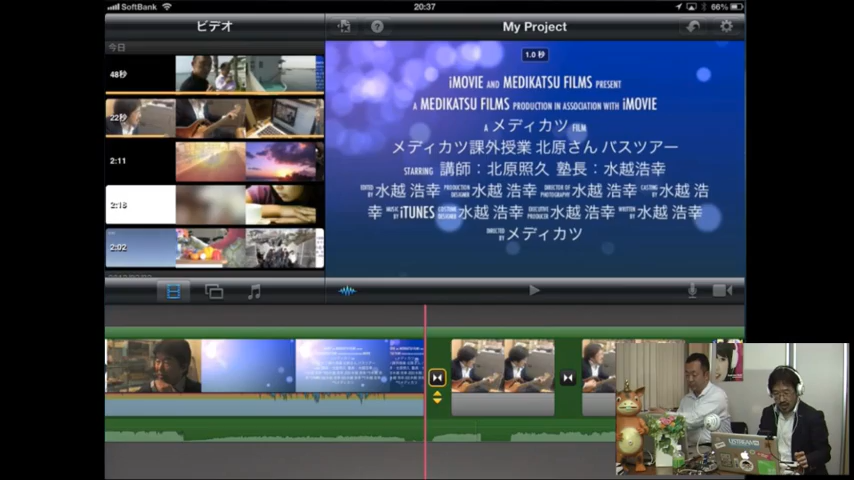 SoftBank
20:37
66%
ビデオ
?
My Project
今日
48秒
22秒
2:11
2:18
2:02
1.0 秒
iMOVIE AND MEDIKATSU FILMS PRESENT
A MEDIKATSU FILMS PRODUCTION IN ASSOCIATION WITH iMOVIE
A メディカツ FILM
メディカツ課外授業 北原さん バスツアー
STARRING 講師：北原照久 塾長：水越浩幸
EDITED BY 水越 浩幸 PRODUCTION DESIGNER 水越 浩幸 DIRECTOR OF PHOTOGRAPHY 水越 浩幸 CASTING BY 水越 浩
幸 MUSIC BY iTUNES COSTUME DESIGNER 水越 浩幸 EXECUTIVE PRODUCER 水越 浩幸 WRITTEN BY 水越 浩幸
DIRECTED BY メディカツ
USTREAM